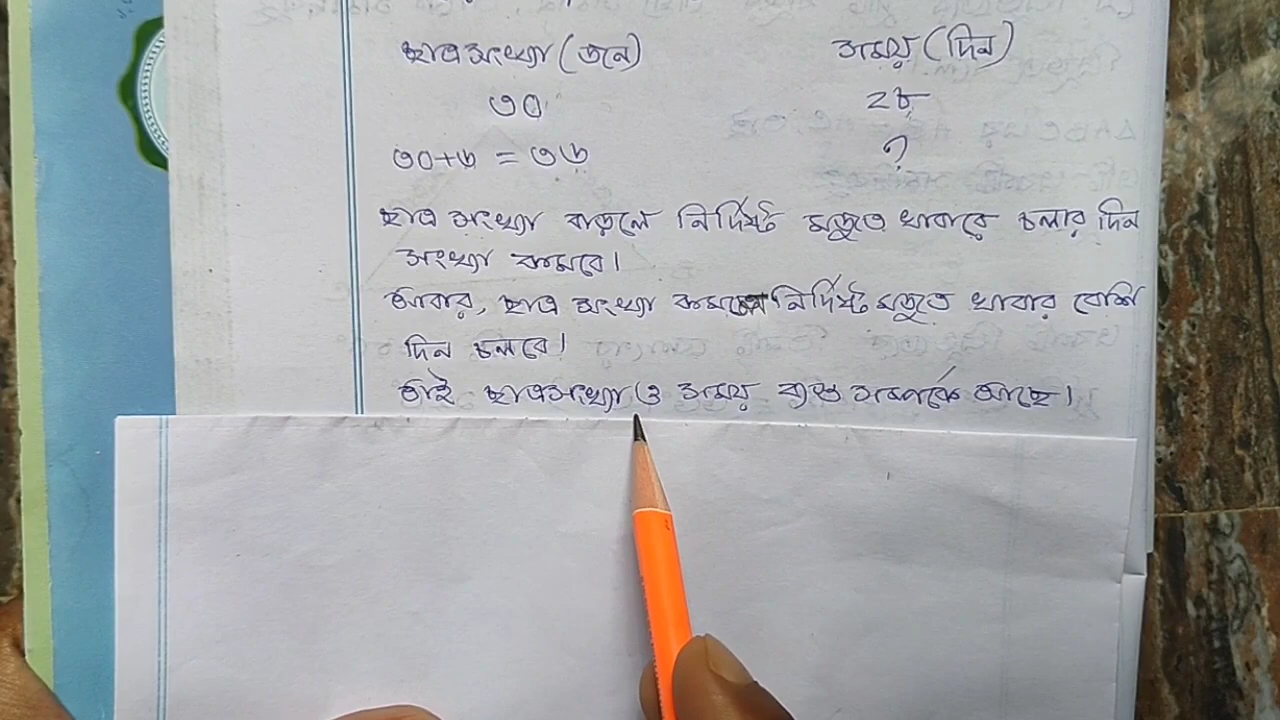 ছাত্রসংখ্যা (জনে) সময় (দিন)
৩০ ২৮
৩০+৬ = ৩৬ ?
ছাত্র সংখ্যা বাড়লে নির্দিষ্ট মজুত খাবারে চলার দিন
সংখ্যা কমবে।
আবার, ছাত্র সংখ্যা কমলে নির্দিষ্ট মজুত খাবার বেশি
দিন চলবে।
তাই ছাত্রসংখ্যা ও সময় ব্যস্ত সম্পর্কে আছে।